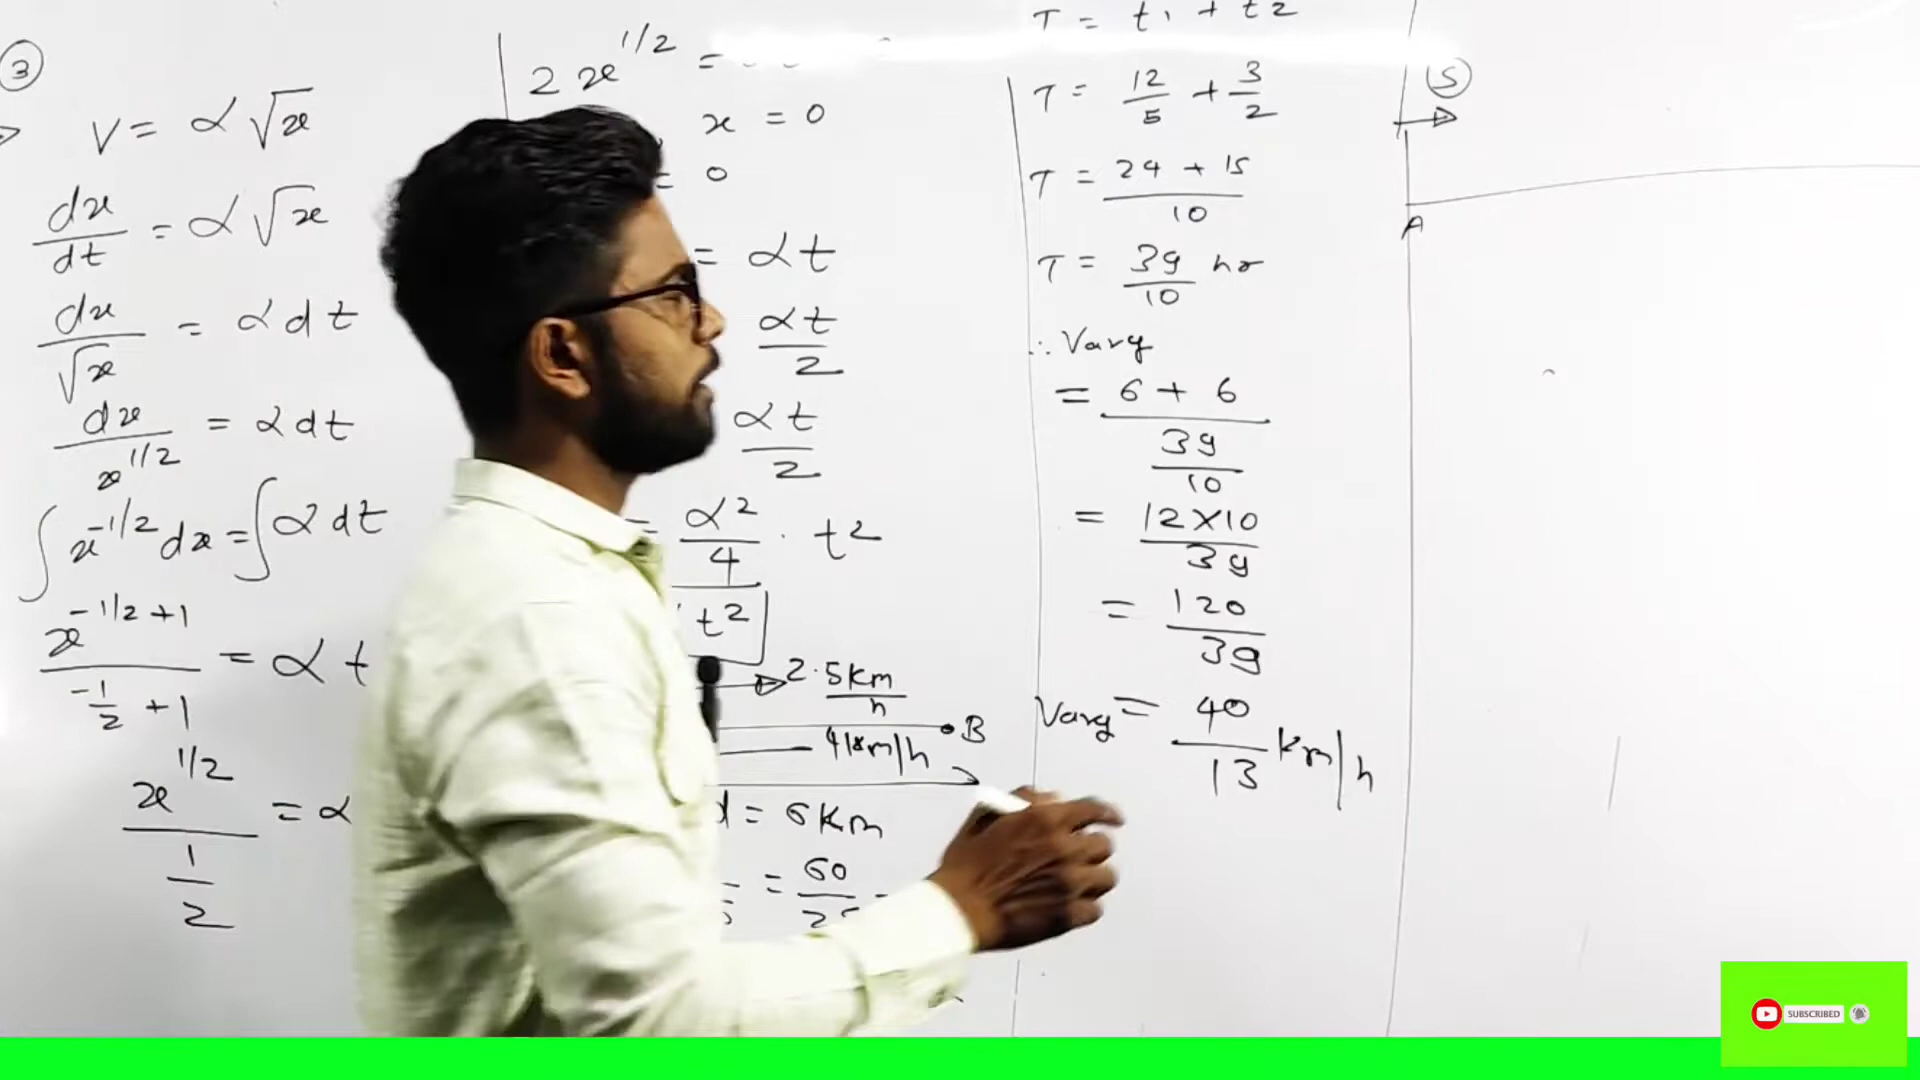 3
V = α √x
dx/dt = α √x
dx/√x = α dt
dx/x^1/2 = α dt
∫ x^-1/2 dx = ∫ α dt
x^-1/2+1 / -1/2 +1 = α t
x^1/2 / 1/2 = α
2 x^1/2 =
x = 0
= 0
= α t
αt/2
αt/2
= α²/4 . t²
t²
2.5 Km/h
B
4 km/h
d = 6 Km
= 60/25
T = t1 + t2
T = 12/5 + 3/2
T = 24 + 15 / 10
T = 39/10 hr
∴ Vavg
= 6 + 6 / 39/10
= 12×10/39
= 120/39
Vavg = 40/13 Km/h
5
A
SUBSCRIBED